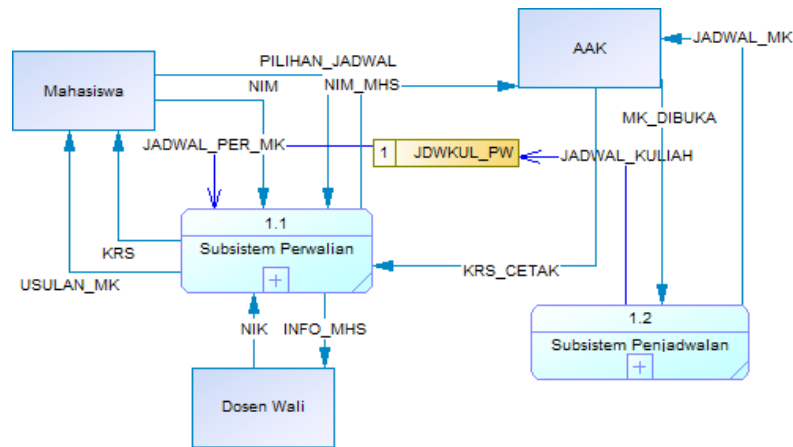 PILIHAN_JADWAL
AAK
JADWAL_MK
Mahasiswa
NIM
NIM_MHS
MK_DIBUKA
JADWAL_PER_MK
1 JDWKUL_PW
JADWAL_KULIAH
1.1
Subsistem Perwalian
KRS
KRS_CETAK
USULAN_MK
1.2
Subsistem Penjadwalan
NIK
INFO_MHS
Dosen Wali